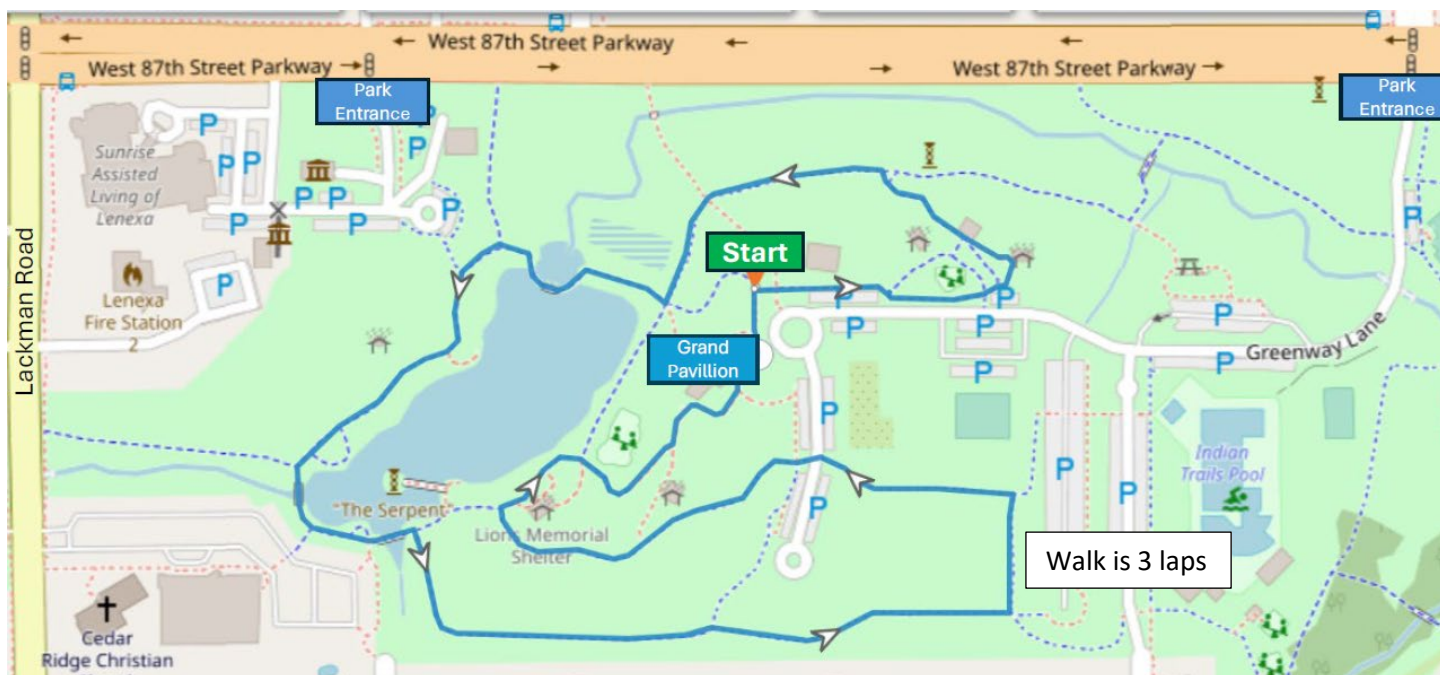 West 87th Street Parkway
West 87th Street Parkway
West 87th Street Parkway
Park
Entrance
Park
Entrance
P
P
P
P
P
P
P
P
P
P
P
Sunrise
Assisted
Living of
Lenexa
Lackman Road
Lenexa
Fire Station
2
P
Start
P
P
P
P
P
P
P
Greenway Lane
Grand
Pavillion
P
P
P
P
Indian
Trails Pool
"The Serpent"
Lions Memorial
Shelter
Walk is 3 laps
Cedar
Ridge Christian